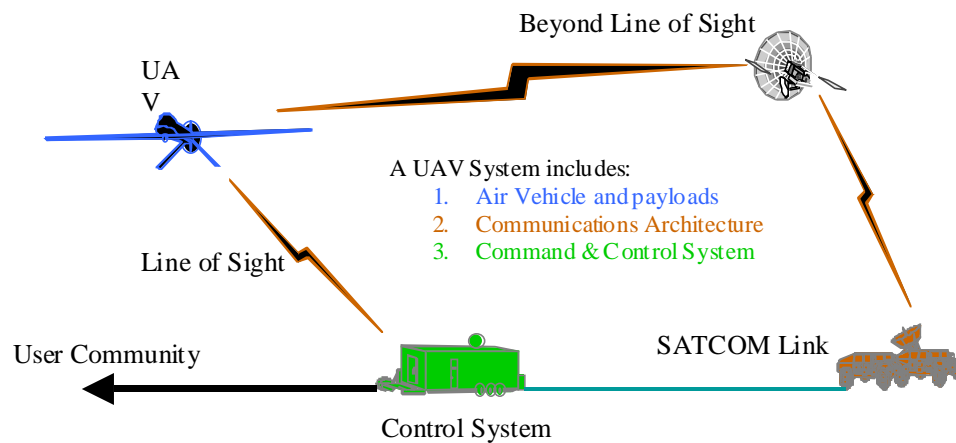 Beyond Line of Sight
UA
V
A UAV System includes:
1. Air Vehicle and payloads
2. Communications Architecture
3. Command & Control System
Line of Sight
User Community
SATCOM Link
Control System